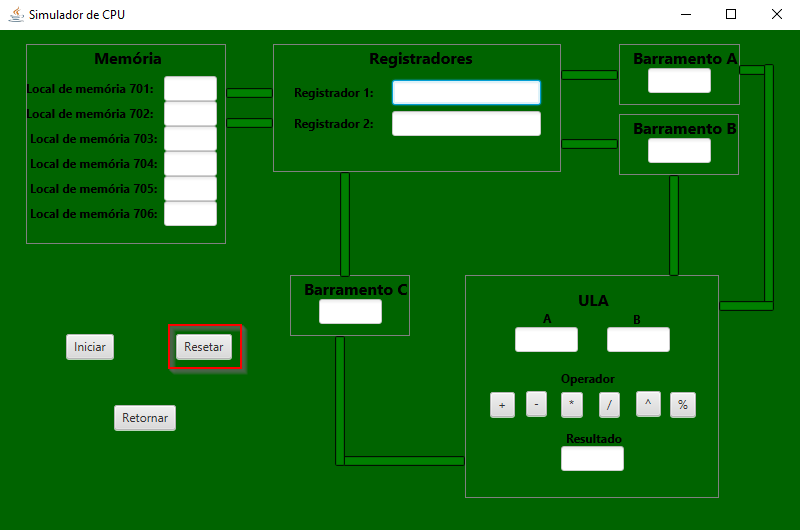 Simulador de CPU
Memória
Local de memória 701:
Local de memória 702:
Local de memória 703:
Local de memória 704:
Local de memória 705:
Local de memória 706:
Registradores
Registrador 1:
Registrador 2:
Barramento A
Barramento B
Barramento C
ULA
A B
Operador
+ - * / ^ %
Resultado
Iniciar Resetar
Retornar